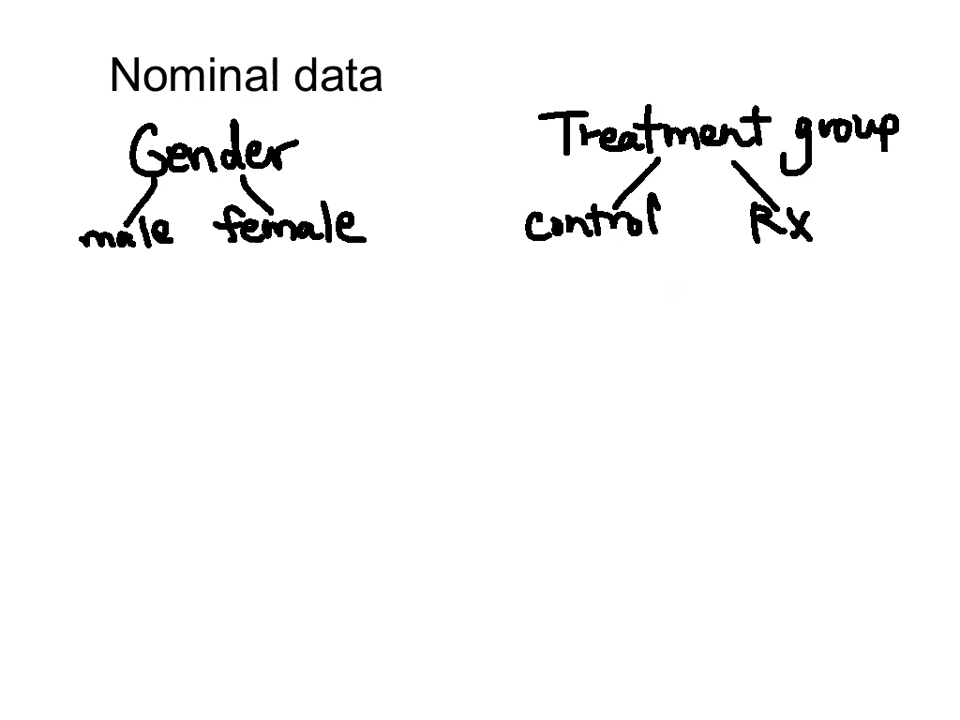 Nominal data
Gender
male female
Treatment group
control Rx